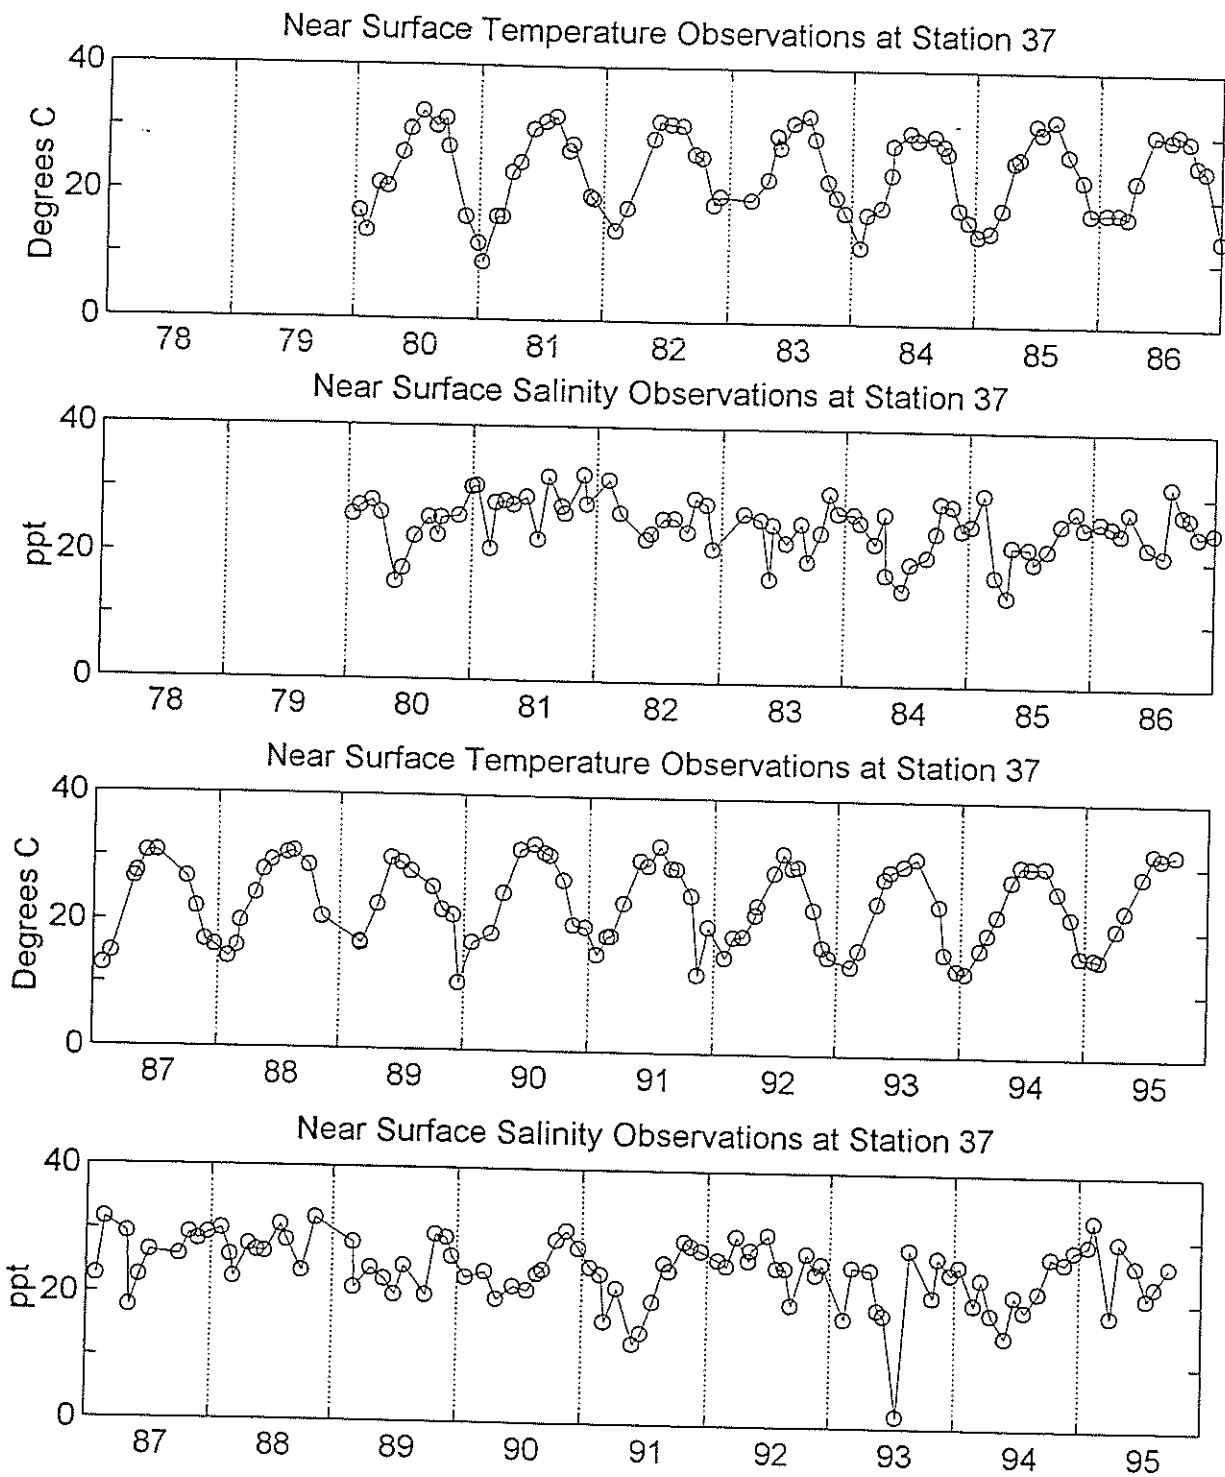 Near Surface Temperature Observations at Station 37
40
20
0
Degrees C
78 79 80 81 82 83 84 85 86
Near Surface Salinity Observations at Station 37
40
20
0
ppt
78 79 80 81 82 83 84 85 86
Near Surface Temperature Observations at Station 37
40
20
0
Degrees C
87 88 89 90 91 92 93 94 95
Near Surface Salinity Observations at Station 37
40
20
0
ppt
87 88 89 90 91 92 93 94 95